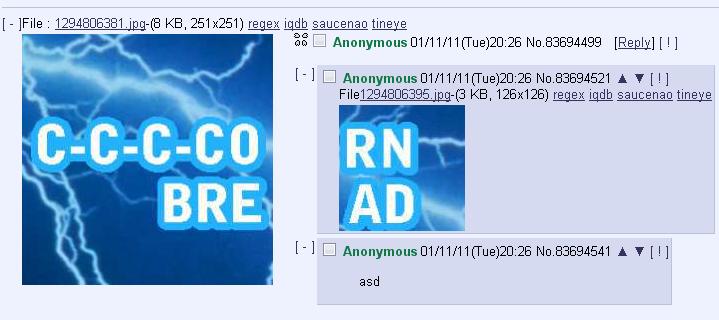 [ - ]File : 1294806381.jpg-(8 KB, 251x251) regex iqdb saucenao tineye
C-C-C-CO
BRE
Anonymous 01/11/11(Tue)20:26 No.83694499 [Reply] [ ! ]
[ - ] Anonymous 01/11/11(Tue)20:26 No.83694521 ▲ ▼ [ ! ]
File1294806395.jpg-(3 KB, 126x126) regex iqdb saucenao tineye
RN
AD
[ - ] Anonymous 01/11/11(Tue)20:26 No.83694541 ▲ ▼ [ ! ]
asd